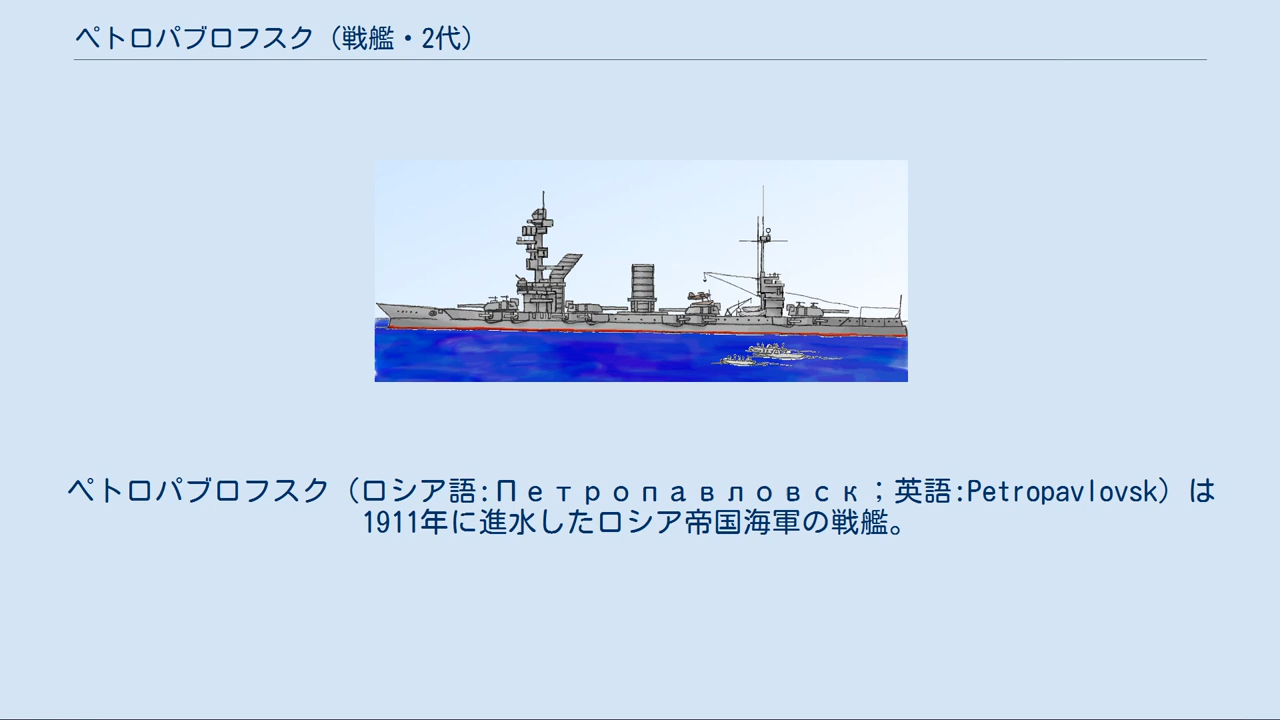 ペトロパブロフスク（戦艦・2代）
ペトロパブロフスク（ロシア語:Петропавловск；英語:Petropavlovsk）は
1911年に進水したロシア帝国海軍の戦艦。